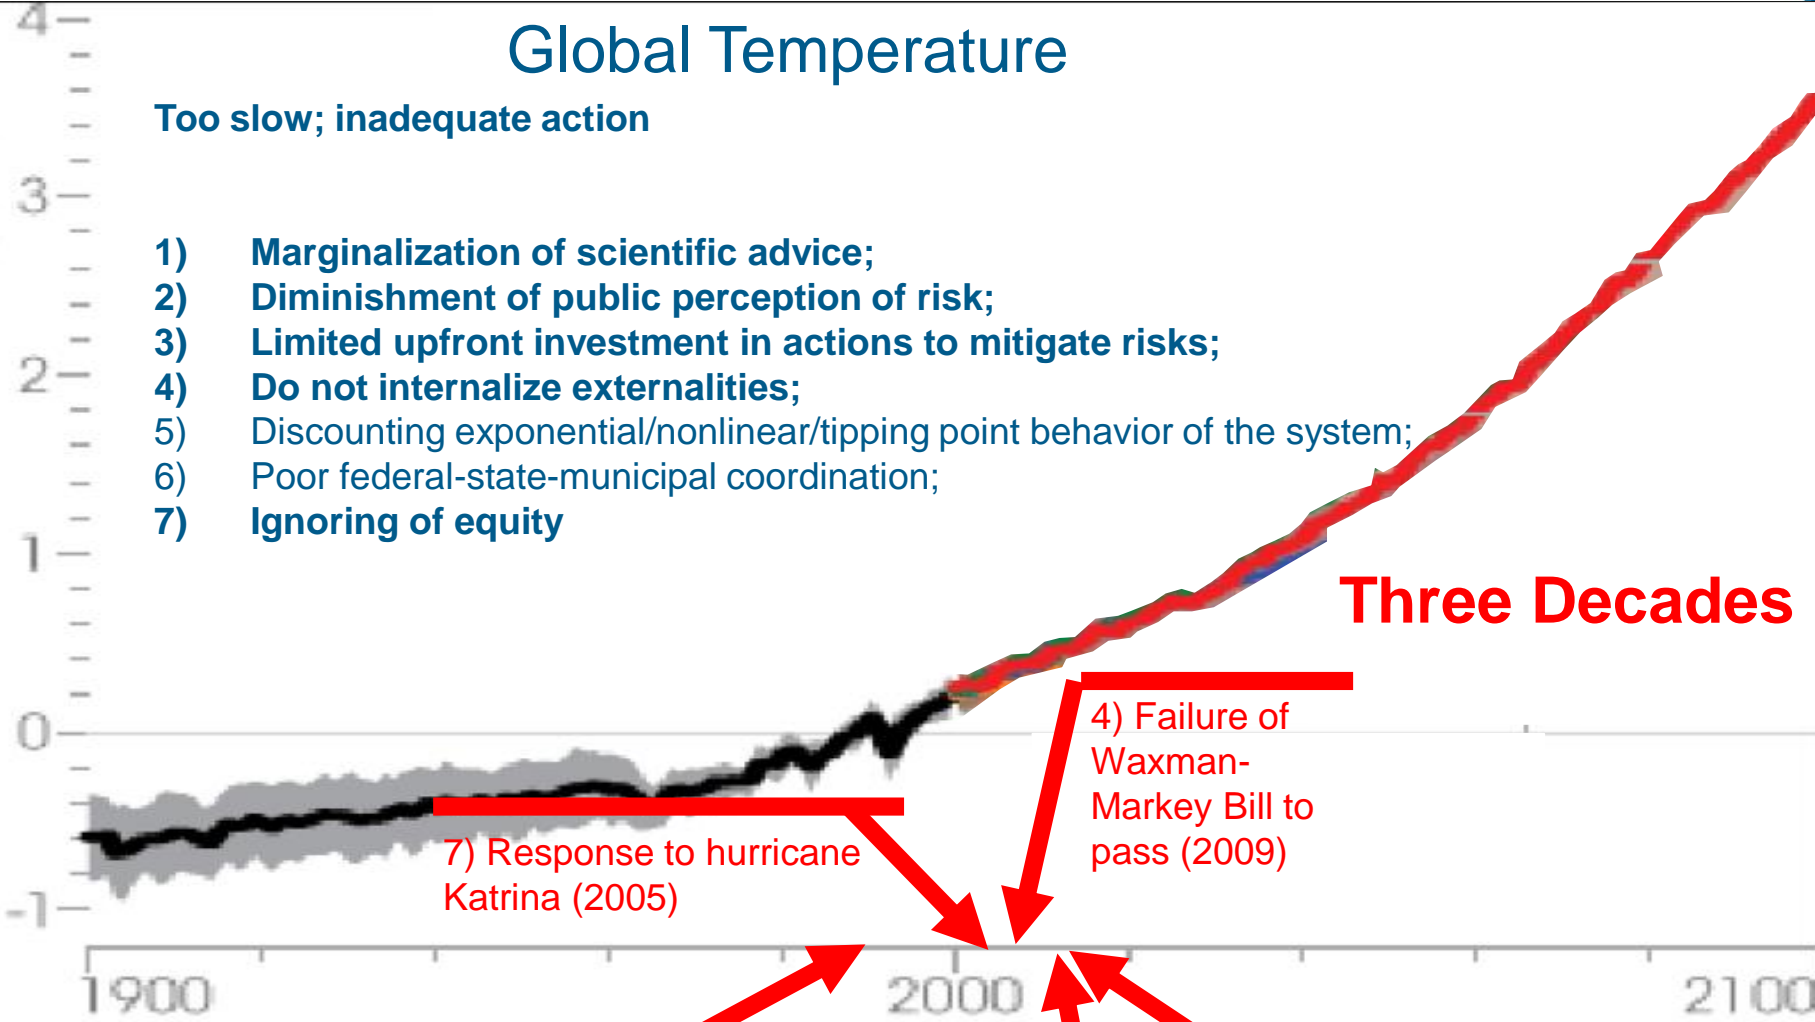 4
Global Temperature
Too slow; inadequate action
3
1) Marginalization of scientific advice;
2) Diminishment of public perception of risk;
3) Limited upfront investment in actions to mitigate risks;
2
4) Do not internalize externalities;
5) Discounting exponential/nonlinear/tipping point behavior of the system;
6) Poor federal-state-municipal coordination;
7) Ignoring of equity
1
Three Decades
0
4) Failure of
Waxman-
Markey Bill to
pass (2009)
7) Response to hurricane
Katrina (2005)
-1
1900
2000
2100